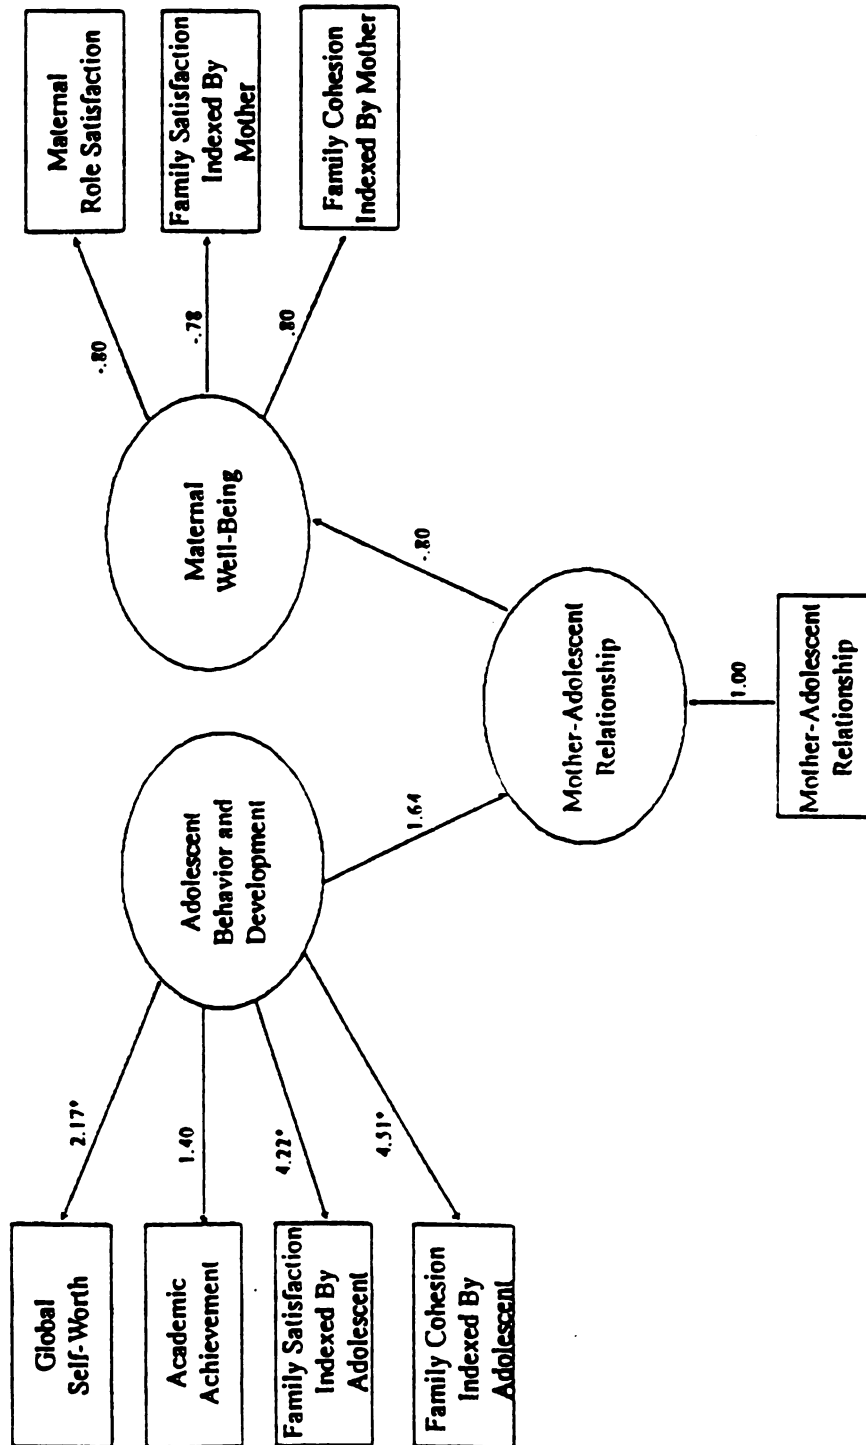 Global
Self-Worth
Academic
Achievement
Family Satisfaction
Indexed By
Adolescent
Family Cohesion
Indexed By
Adolescent
2.17*
1.40
4.22*
4.51*
Adolescent
Behavior and
Development
1.64
Mother-Adolescent
Relationship
1.00
Mother-Adolescent
Relationship
-.80
Maternal
Well-Being
-.80
-.78
.80
Maternal
Role Satisfaction
Family Satisfaction
Indexed By
Mother
Family Cohesion
Indexed By Mother